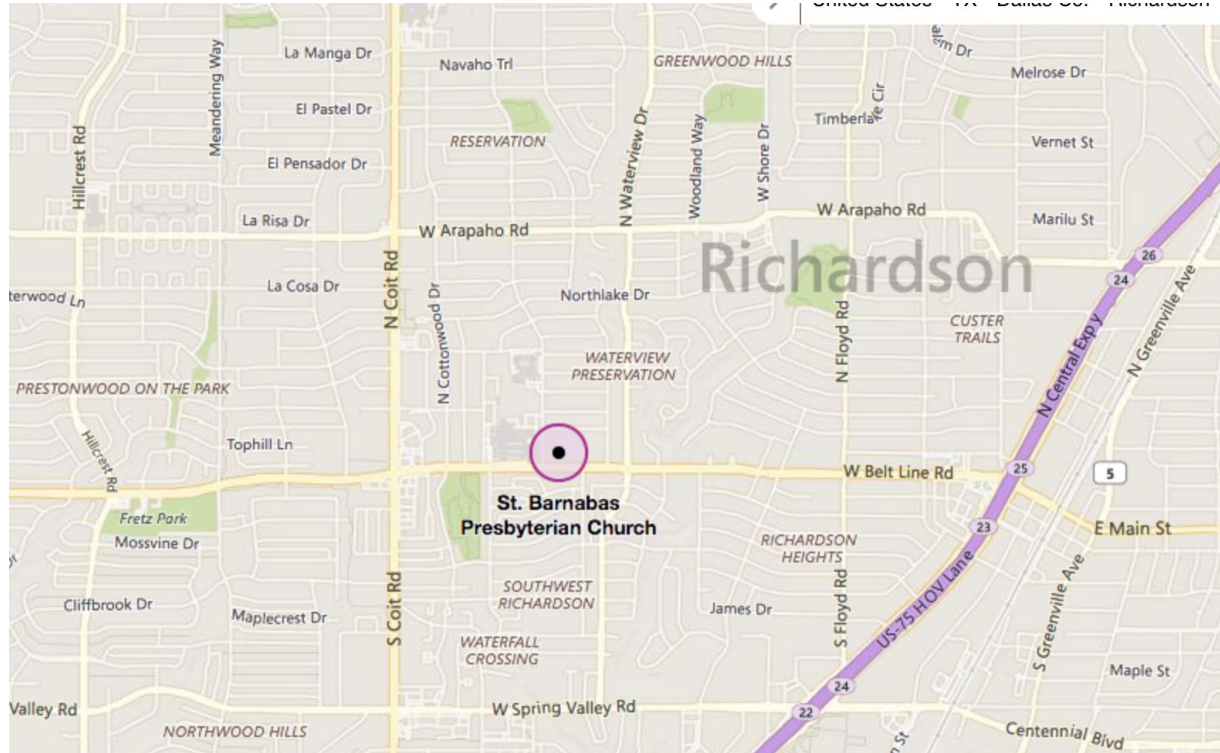 United States TX Dallas Co. Richardson
La Manga Dr
Navaho Trl
GREENWOOD HILLS
Melrose Dr
Meandering Way
El Pastel Dr
Timberla
RESERVATION
Vernet St
El Pensador Dr
Hillcrest Rd
N Waterview Dr
Woodland Way
W Shore Dr
La Risa Dr
W Arapaho Rd
W Arapaho Rd
Marilu St
Richardson
26
24
La Cosa Dr
Northlake Dr
N Coit Rd
N Cottonwood Dr
N Floyd Rd
CUSTER
TRAILS
N Central Expy
N Greenville Ave
WATERVIEW
PRESERVATION
PRESTONWOOD ON THE PARK
Hillcrest Rd
Tophill Ln
W Belt Line Rd
25
5
St. Barnabas
Presbyterian Church
Fretz Park
Mossvine Dr
23
E Main St
RICHARDSON
HEIGHTS
SOUTHWEST
RICHARDSON
Cliffbrook Dr
Maplecrest Dr
S Coit Rd
James Dr
S Floyd Rd
US-75 HOV Lane
S Greenville Ave
WATERFALL
CROSSING
Maple St
24
Valley Rd
W Spring Valley Rd
22
NORTHWOOD HILLS
Centennial Blvd